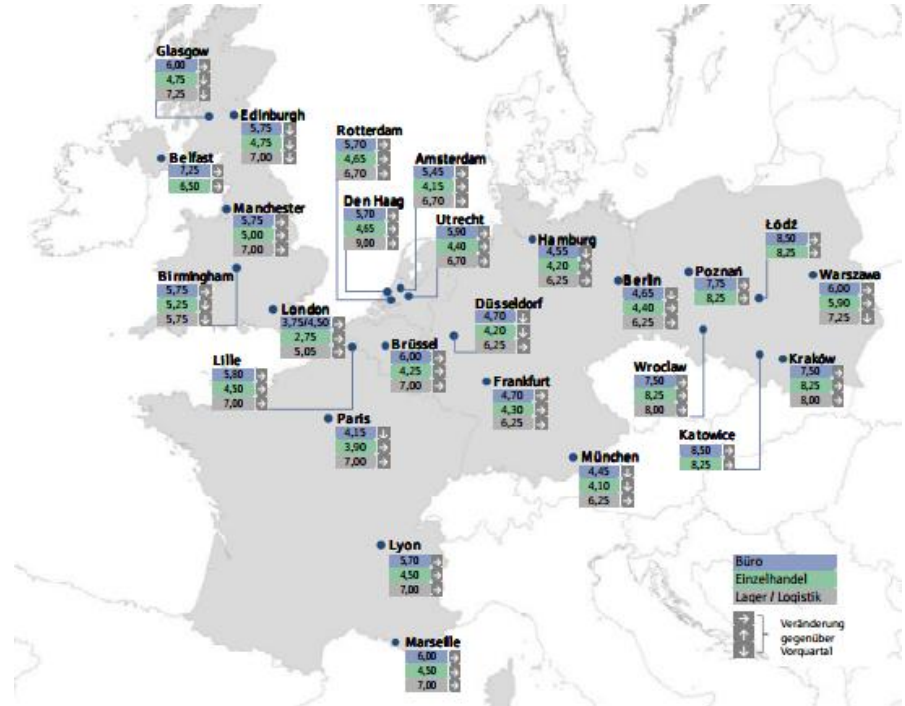 Glasgow
6,00 →
4,75 ↓
7,25 ↓
Edinburgh
5,75 ↓
4,75 ↓
7,00 ↓
Belfast
7,25 →
6,50 →
Manchester
5,75 →
5,00 →
7,00 →
Birmingham
5,75 →
5,25 ↓
5,75 ↓
London
3,75/4,50 →
2,75 →
5,05 →
Rotterdam
5,70 →
4,65 →
6,70 →
Amsterdam
5,45 →
4,15 →
6,70 →
Den Haag
5,70 →
4,65 →
9,00 →
Utrecht
5,90 →
4,40 →
6,70 →
Hamburg
4,55 ↓
4,20 →
6,25 →
Berlin
4,65 ↓
4,40 →
6,25 →
Poznań
7,75 →
8,25 →
Łódź
8,50 →
8,25 →
Warszawa
6,00 →
5,90 →
7,25 ↓
Düsseldorf
4,70 ↓
4,20 ↓
6,25 →
Brüssel
6,00 →
4,25 →
7,00 →
Lille
5,80 →
4,50 →
7,00 →
Frankfurt
4,70 →
4,30 →
6,25 →
Wroclaw
7,50 →
8,25 →
8,00 →
Kraków
7,50 →
8,25 →
8,00 →
Paris
4,15 ↓
3,90 →
7,00 →
Katowice
8,50 →
8,25 →
München
4,45 ↓
4,10 ↓
6,25 →
Lyon
5,70 →
4,50 →
7,00 →
Marseille
6,00 →
4,50 →
7,00 →
Büro
Einzelhandel
Lager / Logistik
→
↑
↓
Veränderung
gegenüber
Vorquartal